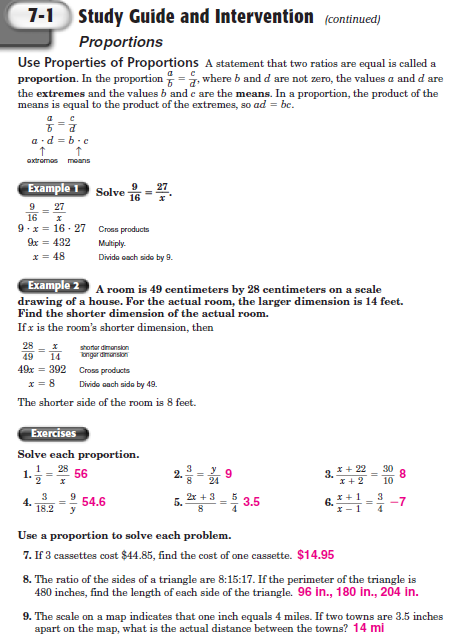 7-1 Study Guide and Intervention (continued)
Proportions
Use Properties of Proportions A statement that two ratios are equal is called a
proportion. In the proportion a/b = c/d, where b and d are not zero, the values a and d are
the extremes and the values b and c are the means. In a proportion, the product of the
means is equal to the product of the extremes, so ad = bc.
a/b = c/d
a · d = b · c
↑ ↑
extremes means
Example 1 Solve 9/16 = 27/x.
9/16 = 27/x
9 · x = 16 · 27 Cross products
9x = 432 Multiply.
x = 48 Divide each side by 9.
Example 2 A room is 49 centimeters by 28 centimeters on a scale
drawing of a house. For the actual room, the larger dimension is 14 feet.
Find the shorter dimension of the actual room.
If x is the room's shorter dimension, then
28/49 = x/14 shorter dimension/longer dimension
49x = 392 Cross products
x = 8 Divide each side by 49.
The shorter side of the room is 8 feet.
Exercises
Solve each proportion.
1. 1/2 = 28/x 56 2. 3/8 = y/24 9 3. x + 22/x + 2 = 30/10 8
4. 3/18.2 = 9/y 54.6 5. 2x + 3/8 = 5/4 3.5 6. x + 1/x − 1 = 3/4 −7
Use a proportion to solve each problem.
7. If 3 cassettes cost $44.85, find the cost of one cassette. $14.95
8. The ratio of the sides of a triangle are 8:15:17. If the perimeter of the triangle is
480 inches, find the length of each side of the triangle. 96 in., 180 in., 204 in.
9. The scale on a map indicates that one inch equals 4 miles. If two towns are 3.5 inches
apart on the map, what is the actual distance between the towns? 14 mi